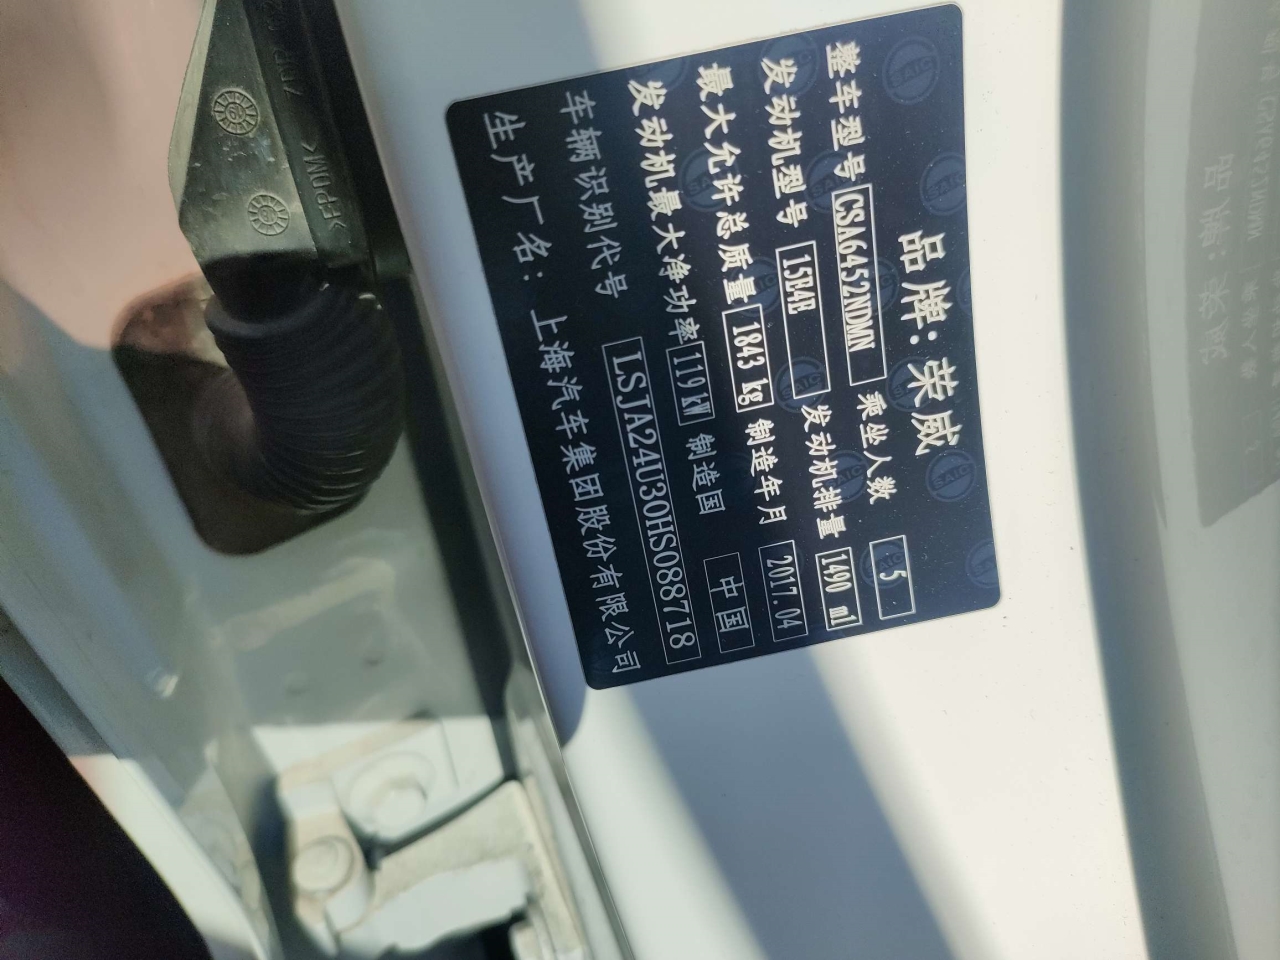 品牌: 荣威
整车型号 CSA6452NDMN 乘坐人数 5
发动机型号 15E4E 发动机排量 1490 ml
最大允许总质量 1843 kg 制造年月 2017.04
发动机最大净功率 119 kW 制造国 中国
车辆识别代号 LSJA24U30HS088718
生产厂名: 上海汽车集团股份有限公司
>EPDM<